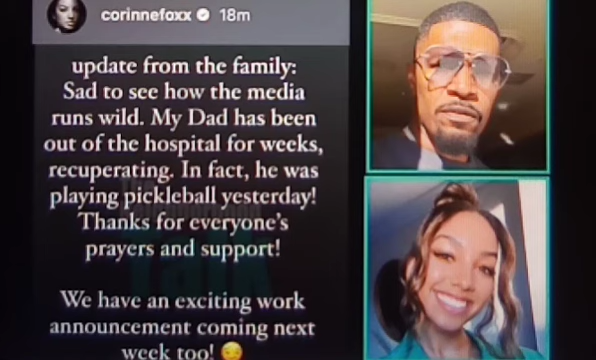 corinnefoxx 18m
update from the family:
Sad to see how the media
runs wild. My Dad has been
out of the hospital for weeks,
recuperating. In fact, he was
playing pickleball yesterday!
Thanks for everyone's
prayers and support!
We have an exciting work
announcement coming next
week too! 😉